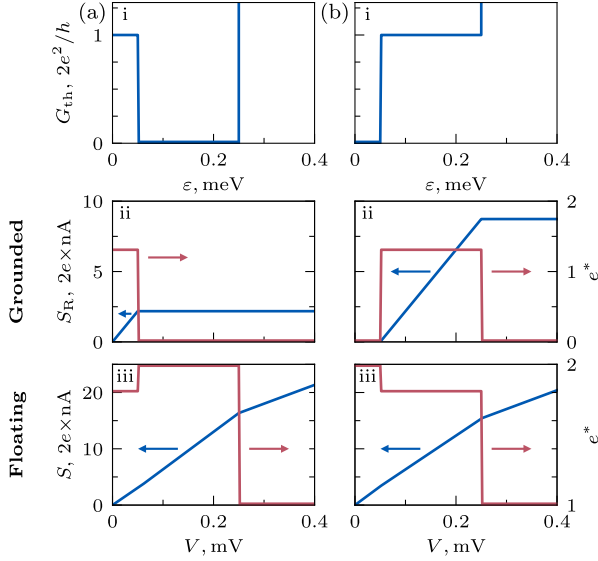 (a)
(b)
i
i
1
0
G_th, 2e²/h
0
0.2
0.4
0
0.2
0.4
ε, meV
ε, meV
Grounded
ii
ii
10
5
0
S_R, 2e×nA
2
1
0
e*
Floating
iii
iii
20
10
0
S, 2e×nA
2
1
e*
0
0.2
0.4
0
0.2
0.4
V, mV
V, mV